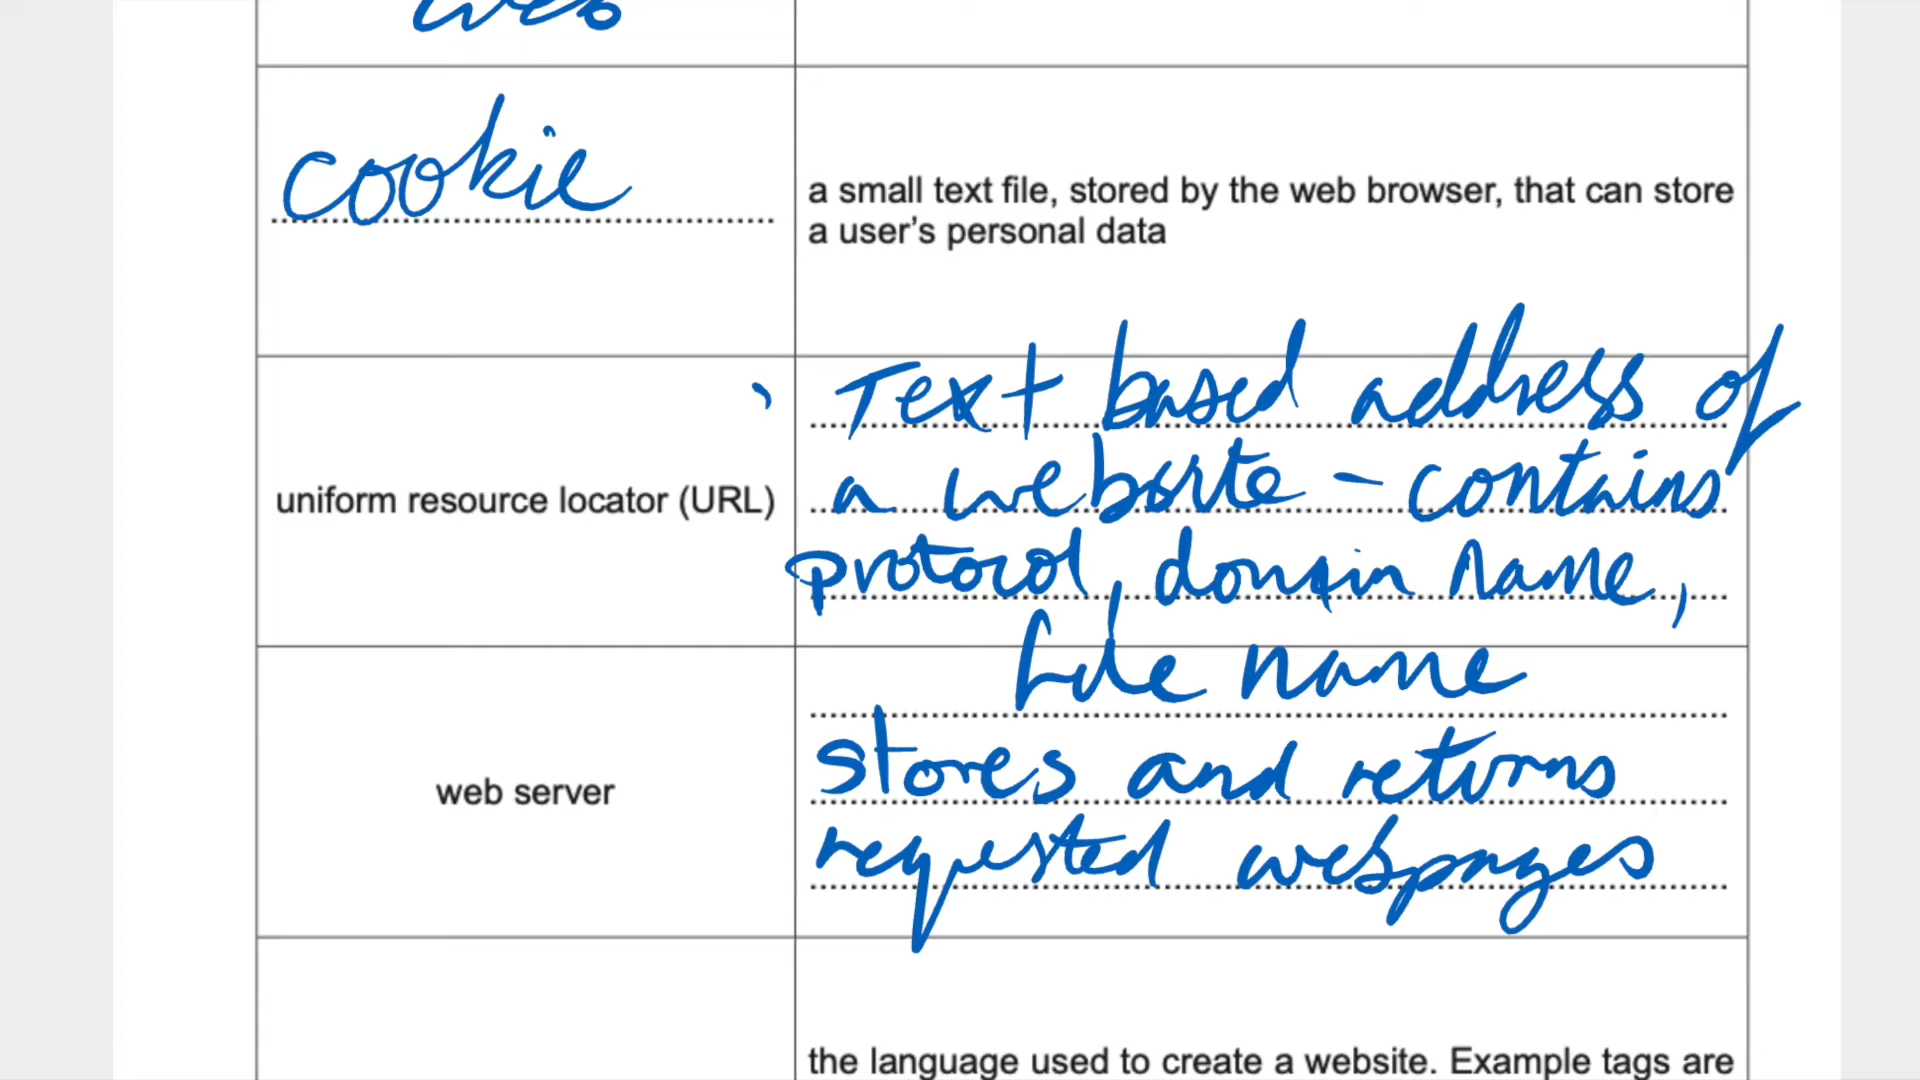 web
cookie
a small text file, stored by the web browser, that can store
a user's personal data
uniform resource locator (URL)
Text based address of
a website - contains
protocol, domain name,
file name
web server
stores and returns
requested webpages
the language used to create a website. Example tags are